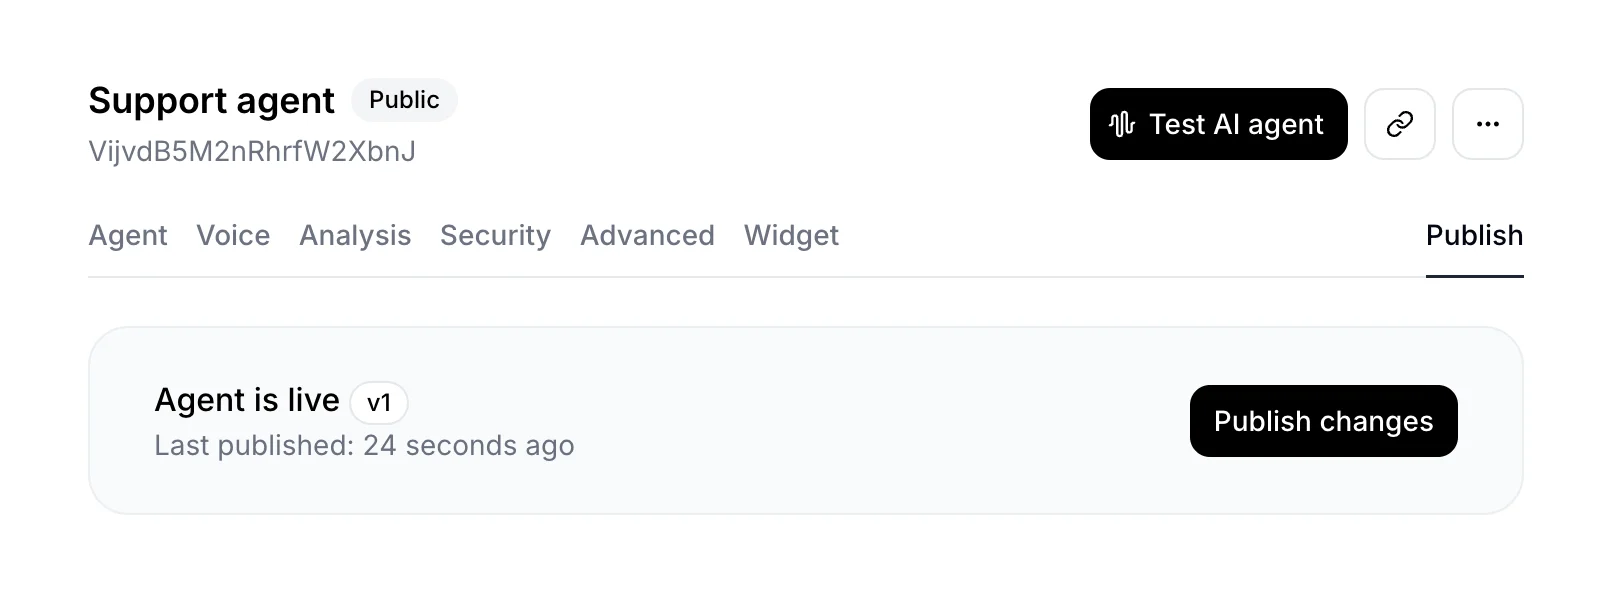 Support agent Public
VijvdB5M2nRhrfW2XbnJ
Test AI agent
Agent Voice Analysis Security Advanced Widget Publish
Agent is live v1
Last published: 24 seconds ago
Publish changes